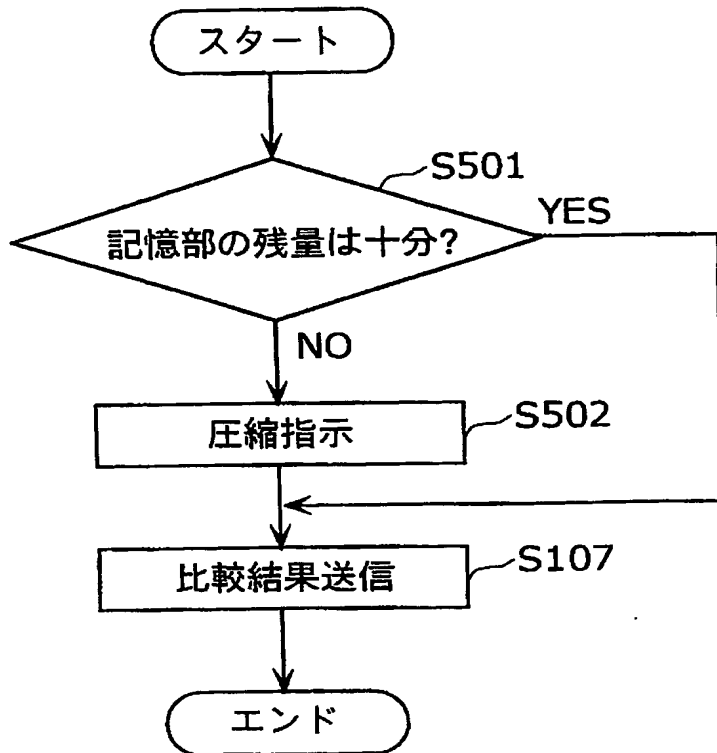 スタート
S501
記憶部の残量は十分?
YES
NO
圧縮指示
S502
比較結果送信
S107
エンド